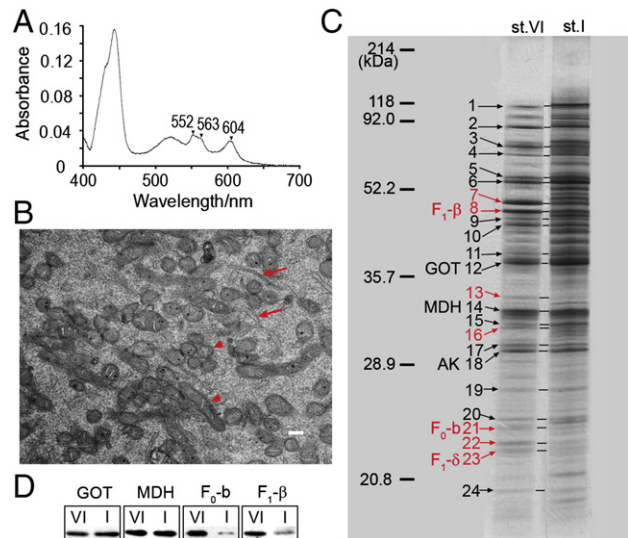 A
Absorbance
0.16
0.12
0.08
0.04
0
552
563
604
400
500
600
700
Wavelength/nm
B
C
st.VI
st.I
214
(kDa)
118
92.0
52.2
35.7
28.9
20.8
1
2
3
4
5
6
7
F₁-β 8
9
10
11
GOT 12
13
MDH 14
15
16
17
AK 18
19
20
F₀-b 21
22
F₁-δ 23
24
D
GOT MDH F₀-b F₁-β
VI I VI I VI I VI I